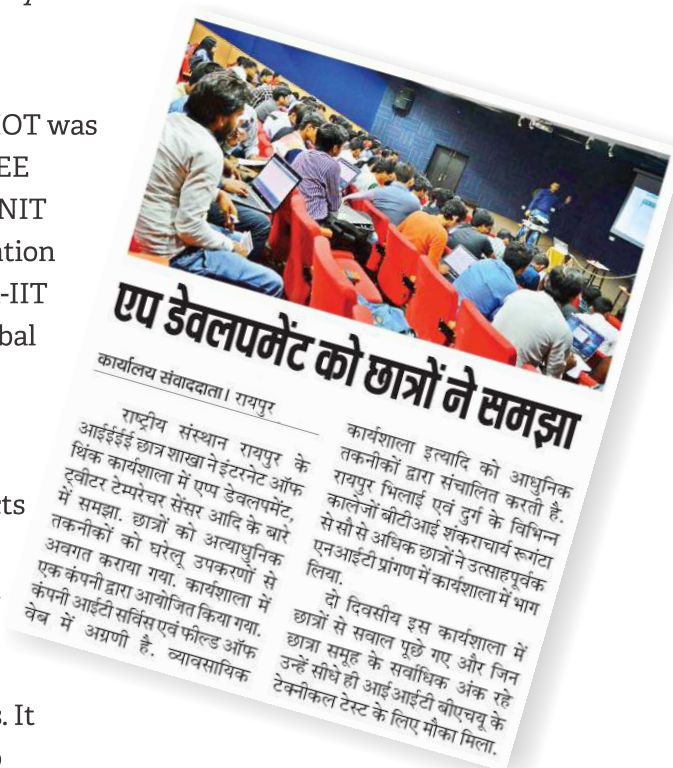 IOT was
EE
NIT
ation
-IIT
bal
cts
s. It
एप डेवलपमेंट को छात्रों ने समझा
कार्यालय संवाददाता। रायपुर
राष्ट्रीय संस्थान रायपुर के
आईईईई छात्र शाखा ने इंटरनेट ऑफ
थिंक कार्यशाला में एप्प डेवलपमेंट,
ट्वीटर टेम्परेचर सेंसर आदि के बारे
में समझा. छात्रों को अत्याधुनिक
तकनीकों को घरेलू उपकरणों से
अवगत कराया गया. कार्यशाला में
एक कंपनी द्वारा आयोजित किया गया.
कंपनी आईटी सर्विस एवं फील्ड ऑफ
वेब में अग्रणी है. व्यावसायिक
कार्यशाला इत्यादि को आधुनिक
तकनीकों द्वारा संचालित करती है.
रायपुर भिलाई एवं दुर्ग के विभिन्न
कालेजों बीटीआई शंकराचार्य रूगंटा
से सौ से अधिक छात्रों ने उत्साहपूर्वक
एनआईटी प्रांगण में कार्यशाला में भाग
लिया.
दो दिवसीय इस कार्यशाला में
छात्रों से सवाल पूछे गए और जिन
छात्रा समूह के सर्वाधिक अंक रहे
उन्हें सीधे ही आईआईटी बीएचयू के
टेक्नीकल टेस्ट के लिए मौका मिला.